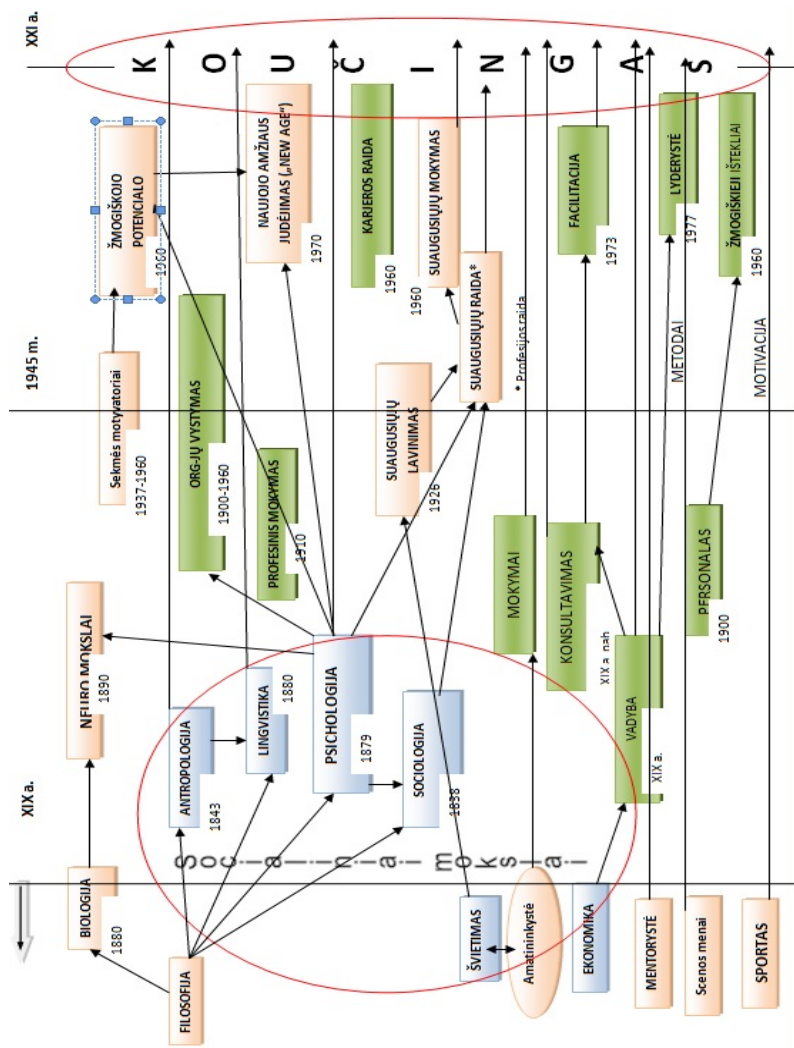 XIX a.
1945 m.
XXI a.
BIOLOGIJA
1880
NEURO MOKSLAI
1890
Sėkmės motyvatoriai
1937-1960
ŽMOGIŠKOJO
POTENCIALO
1960
FILOSOFIJA
ANTROPOLOGIJA
1843
ORG-JŲ VYSTYMAS
1900-1960
LINGVISTIKA
1880
PROFESINIS MOKYMAS
1910
NAUJOJO AMŽIAUS
JUDĖJIMAS („NEW AGE“)
1970
PSICHOLOGIJA
1879
KARJEROS RAIDA
1960
SOCIOLOGIJA
1838
SUAUGUSIŲJŲ
LAVINIMAS
1926
SUAUGUSIŲJŲ MOKYMAS
1960
SUAUGUSIŲJŲ RAIDA*
* Profesijos raida
Socialiniai mokslai
ŠVIETIMAS
Amatininkystė
MOKYMAI
EKONOMIKA
KONSULTAVIMAS
XIX a. pab.
FACILITACIJA
1973
VADYBA
XIX a.
MENTORYSTĖ
LYDERYSTĖ
1977
METODAI
Scenos menai
PERSONALAS
1900
ŽMOGIŠKIEJI IŠTEKLIAI
1960
SPORTAS
MOTIVACIJA
K
O
U
Č
I
N
G
A
S